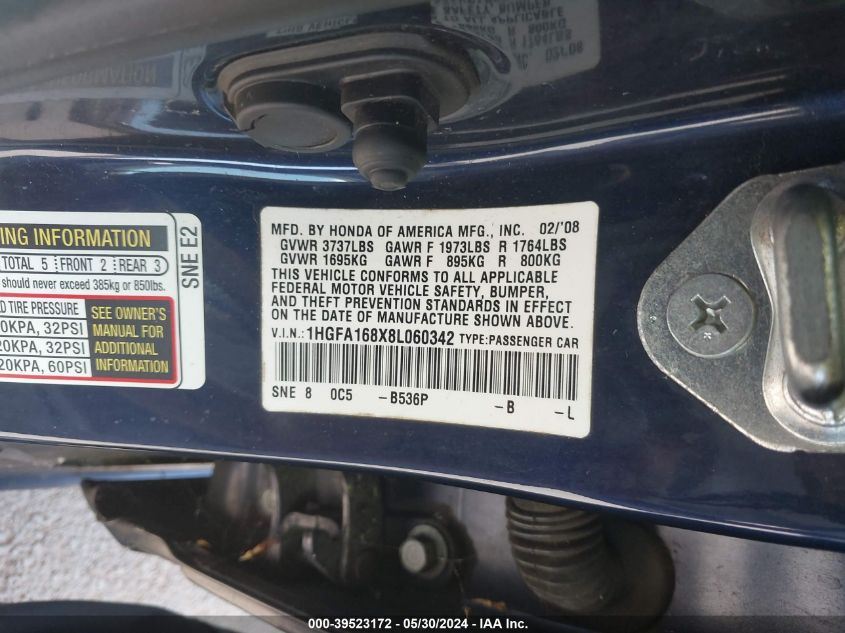 MFD. BY HONDA OF AMERICA MFG., INC. 02/'08
GVWR 3737LBS GAWR F 1973LBS R 1764LBS
GVWR 1695KG GAWR F 895KG R 800KG
THIS VEHICLE CONFORMS TO ALL APPLICABLE
FEDERAL MOTOR VEHICLE SAFETY, BUMPER,
AND THEFT PREVENTION STANDARDS IN EFFECT
ON THE DATE OF MANUFACTURE SHOWN ABOVE.
V.I.N.: 1HGFA168X8L060342 TYPE:PASSENGER CAR
SNE 8 0C5 -B536P -B -L
ING INFORMATION
TOTAL 5 FRONT 2 REAR 3
should never exceed 385kg or 850lbs.
D TIRE PRESSURE
0KPA, 32PSI
20KPA, 32PSI
20KPA, 60PSI
SEE OWNER'S
MANUAL FOR
ADDITIONAL
INFORMATION
SNE E2
000-39523172 - 05/30/2024 - IAA Inc.